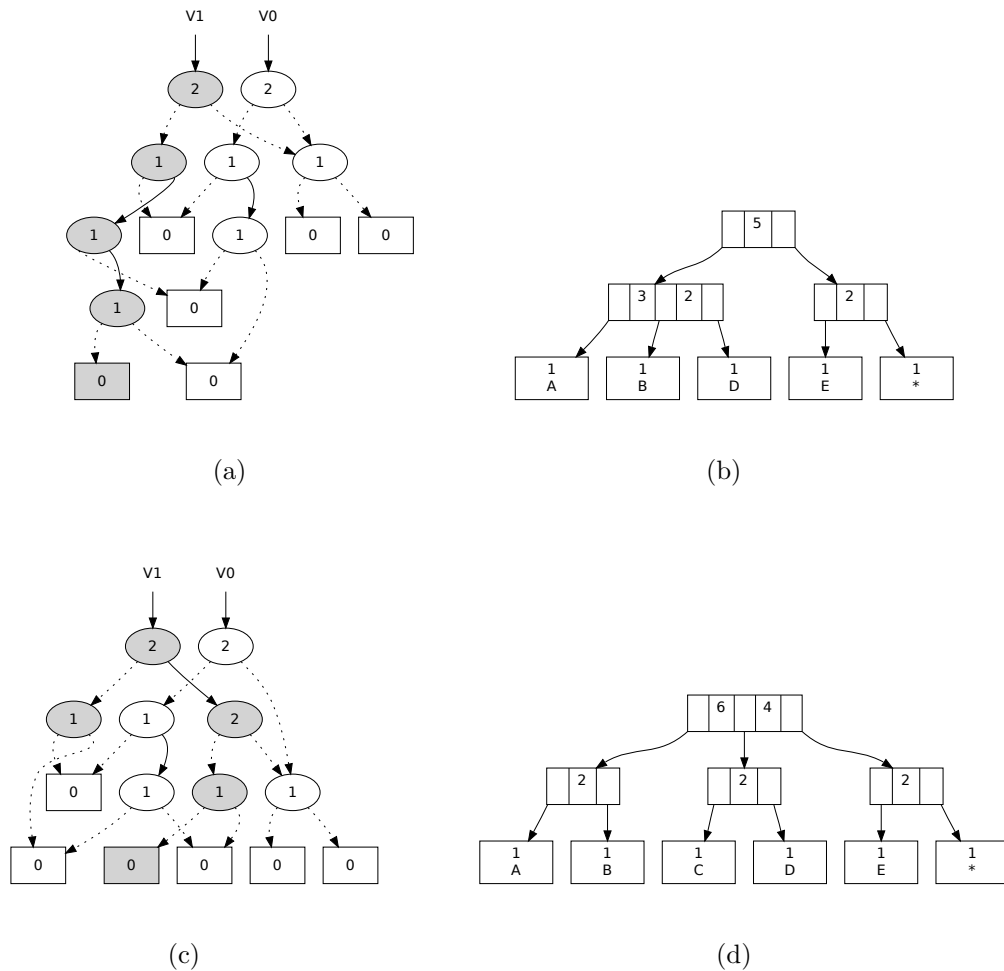 V1 V0
2 2
1 1 1
1 0 1 0 0
1 0
0 0
(a)
5
3 2 2
1 1 1 1 1
A B D E *
(b)
V1 V0
2 2
1 1 2
0 1 1 1
0 0 0 0 0
(c)
6 4
2 2 2
1 1 1 1 1 1
A B C D E *
(d)